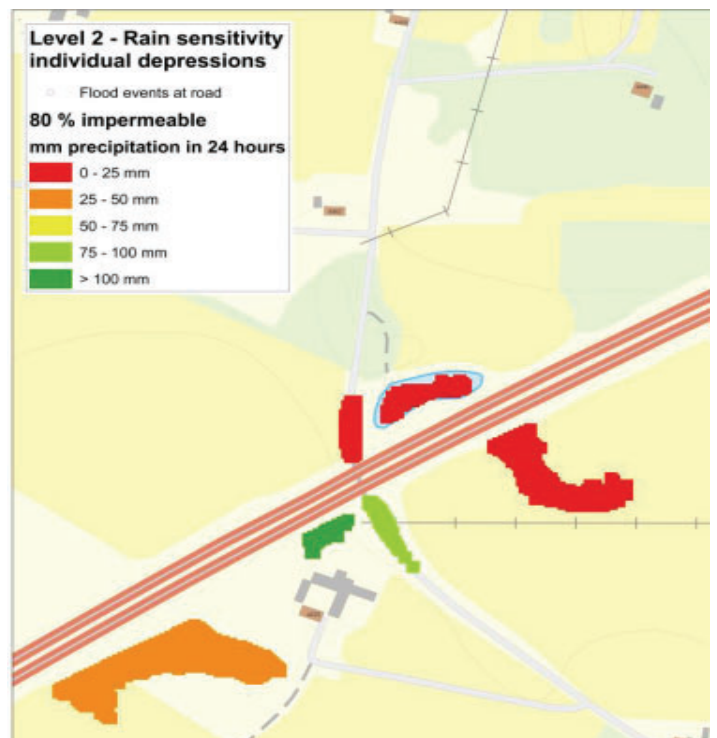 Level 2 - Rain sensitivity
individual depressions
Flood events at road
80 % impermeable
mm precipitation in 24 hours
0 - 25 mm
25 - 50 mm
50 - 75 mm
75 - 100 mm
> 100 mm